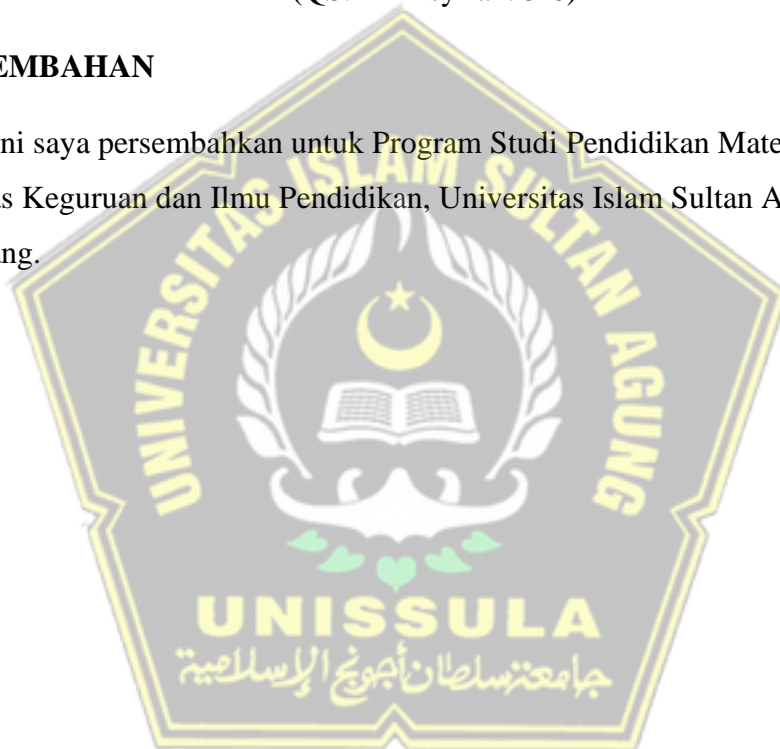 EMBAHAN
ni saya persembahkan untuk Program Studi Pendidikan Mate
s Keguruan dan Ilmu Pendidikan, Universitas Islam Sultan A
ng.
UNIVERSITAS ISLAM SULTAN AGUNG
UNISSULA
جامعة سلطان أجونج الإسلامية